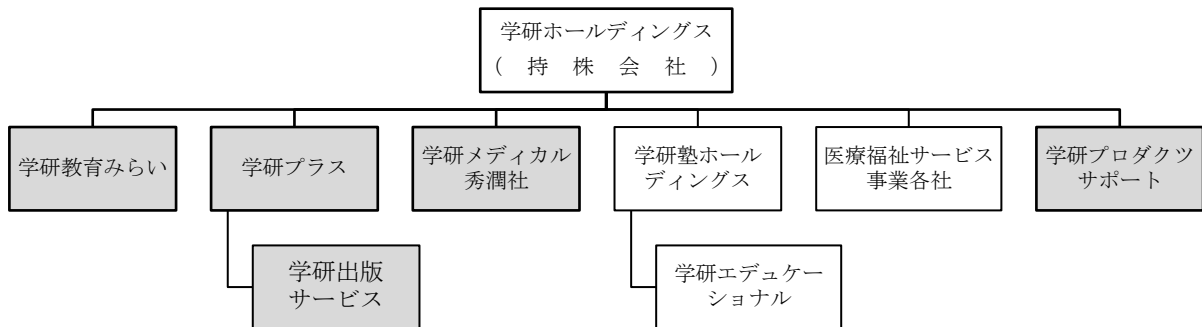 学研ホールディングス
(持株会社)
学研教育みらい
学研プラス
学研メディカル
秀潤社
学研塾ホール
ディングス
医療福祉サービス
事業各社
学研プロダクツ
サポート
学研出版
サービス
学研エデュケー
ショナル